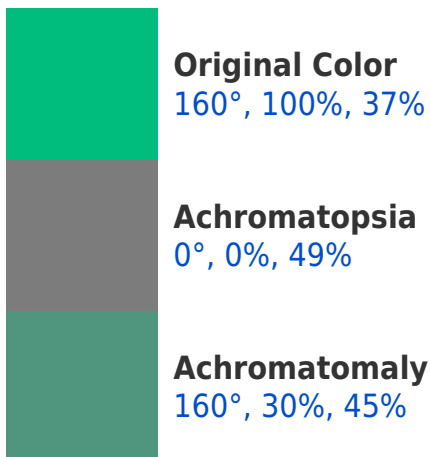 Original Color
160°, 100%, 37%
Achromatopsia
0°, 0%, 49%
Achromatomaly
160°, 30%, 45%